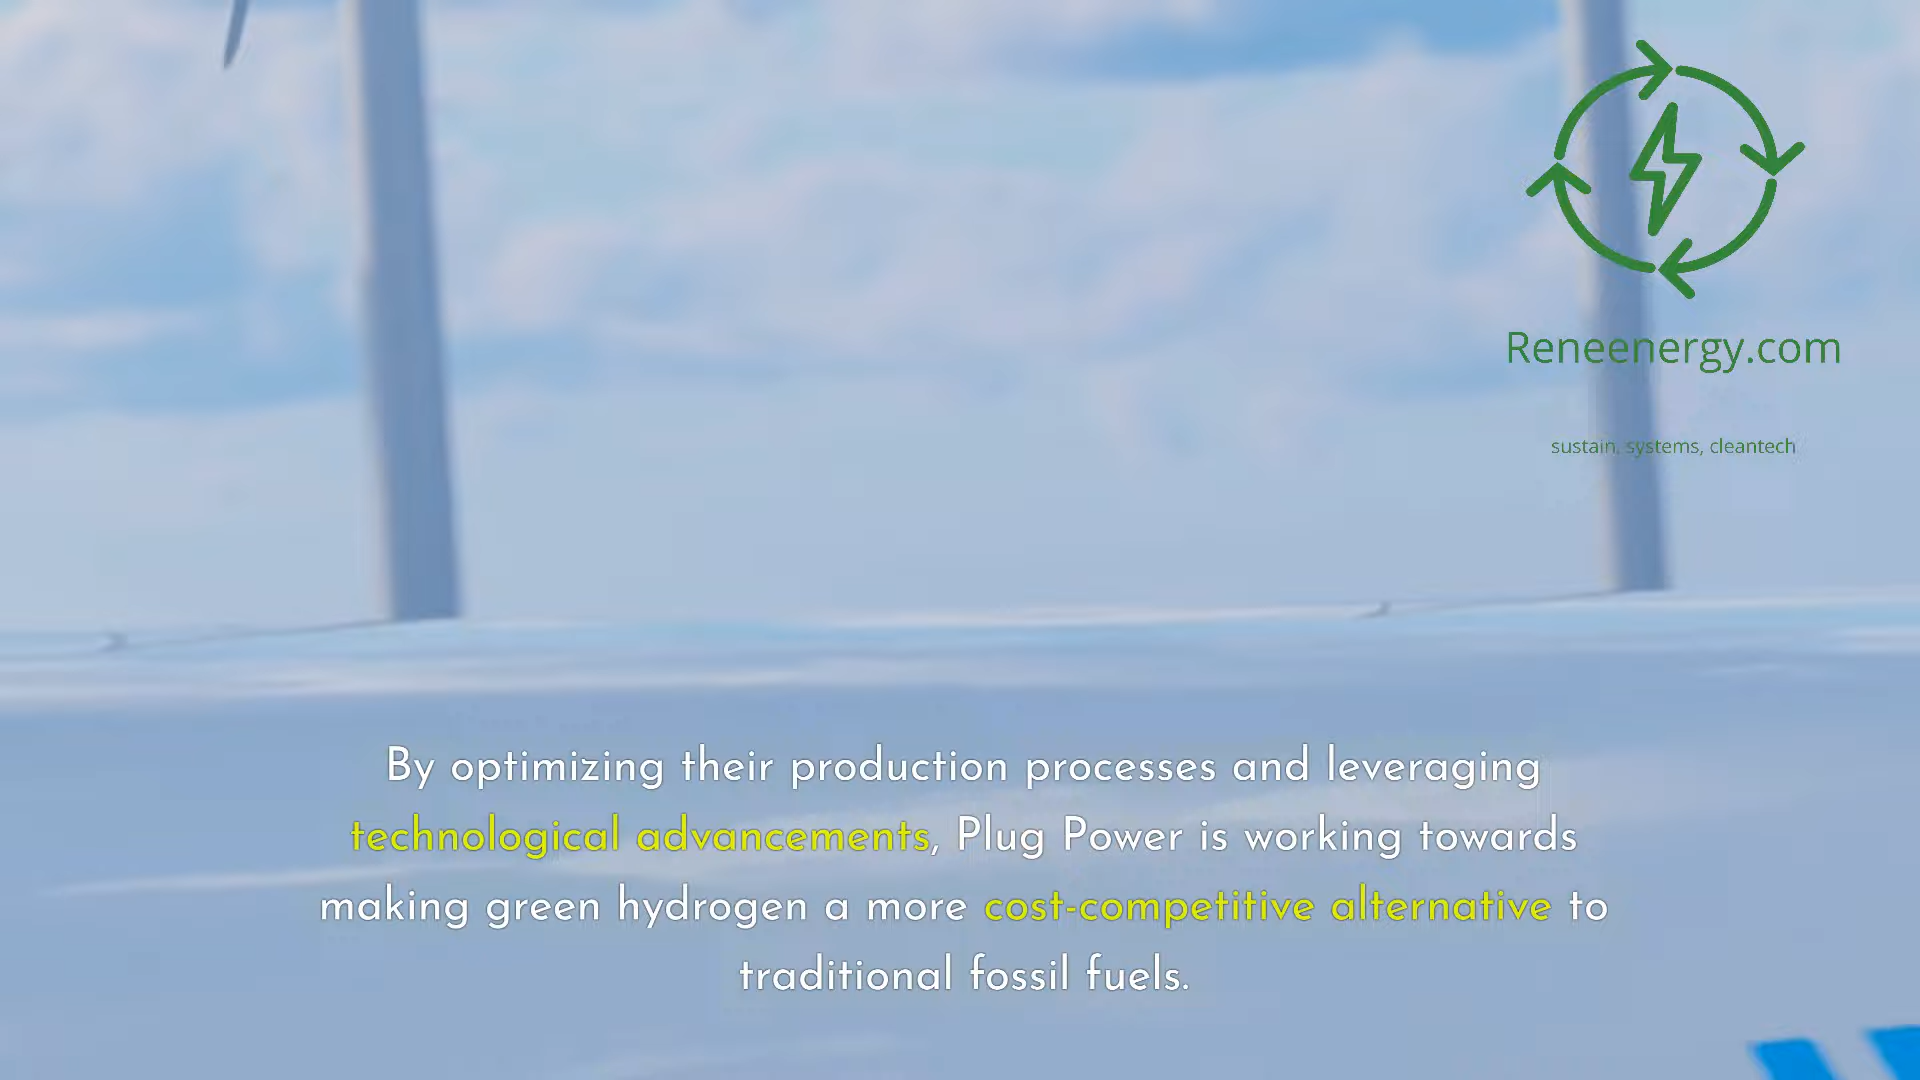 Reneenergy.com
sustain, systems, cleantech
By optimizing their production processes and leveraging
technological advancements, Plug Power is working towards
making green hydrogen a more cost-competitive alternative to
traditional fossil fuels.